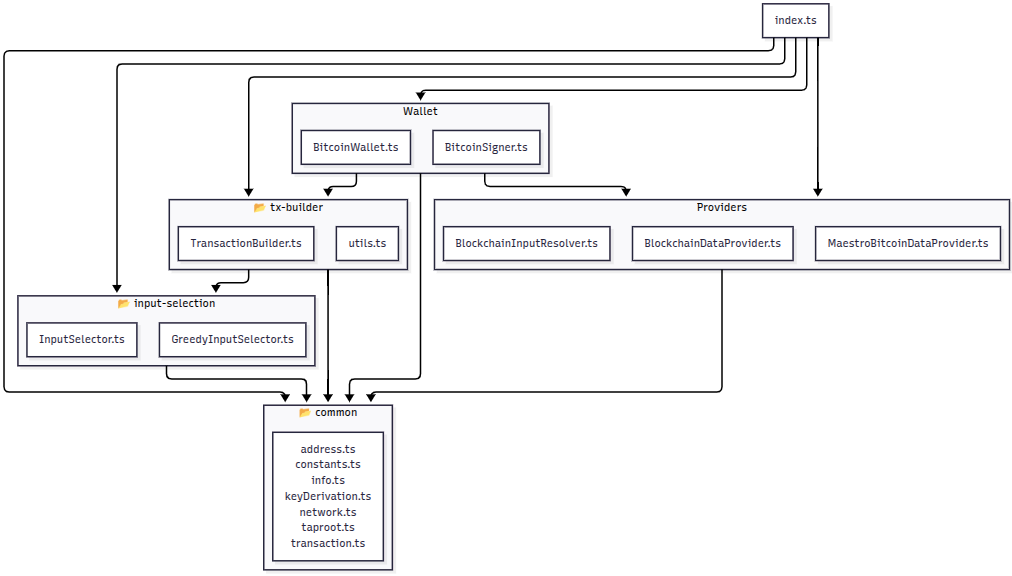 index.ts
Wallet
BitcoinWallet.ts
BitcoinSigner.ts
📂 tx-builder
TransactionBuilder.ts
utils.ts
Providers
BlockchainInputResolver.ts
BlockchainDataProvider.ts
MaestroBitcoinDataProvider.ts
📂 input-selection
InputSelector.ts
GreedyInputSelector.ts
📂 common
address.ts
constants.ts
info.ts
keyDerivation.ts
network.ts
taproot.ts
transaction.ts